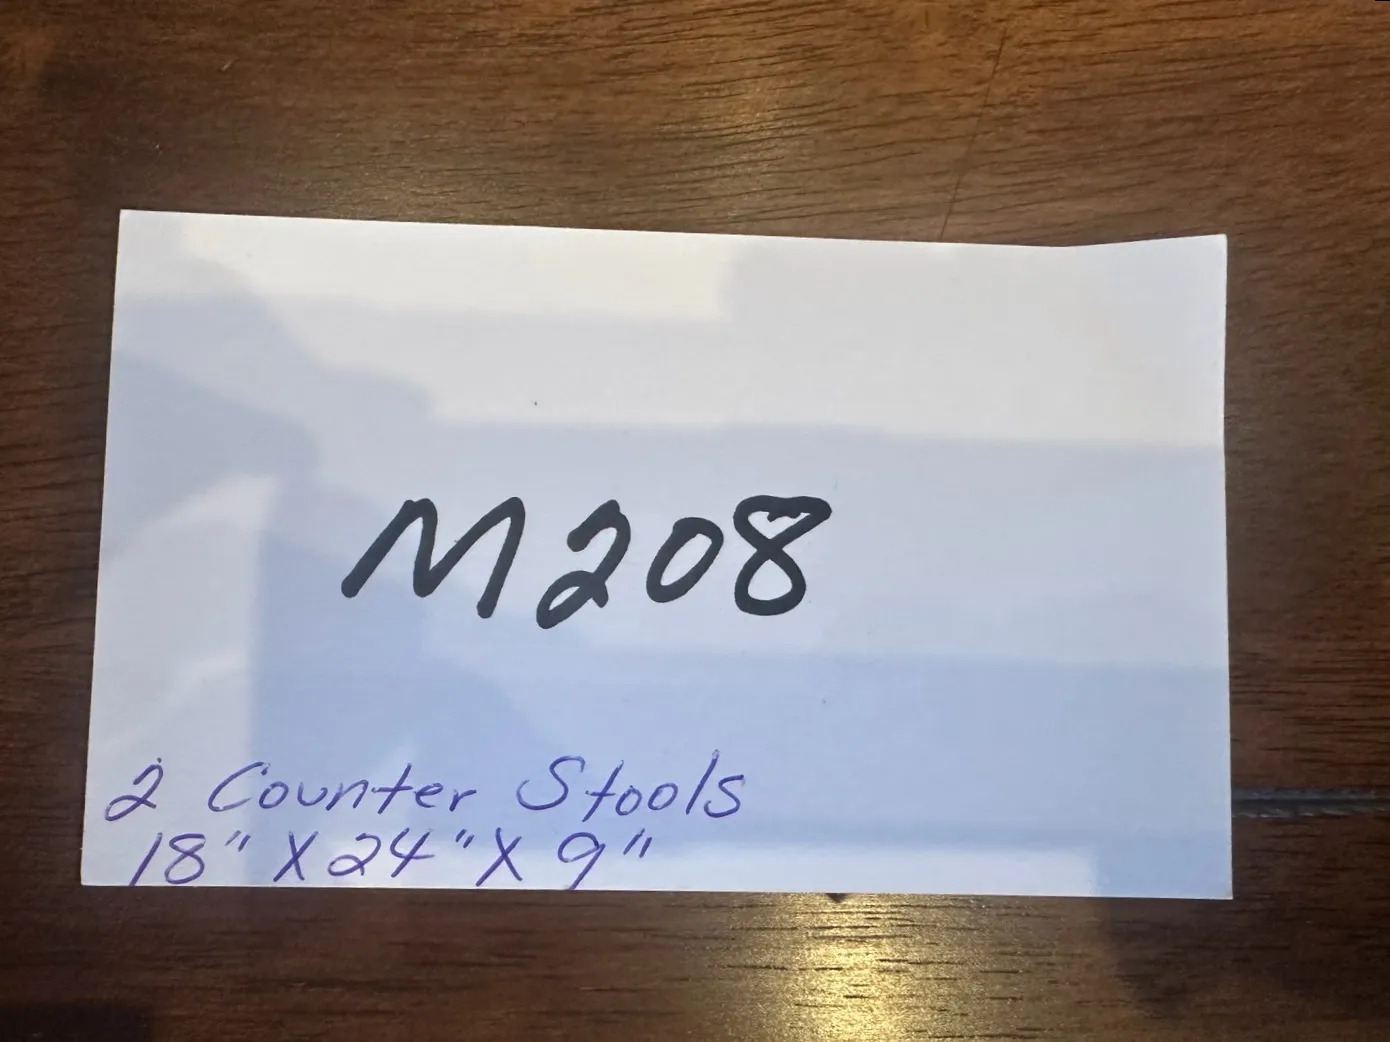 M208
2 Counter Stools
18" X 24" X 9"